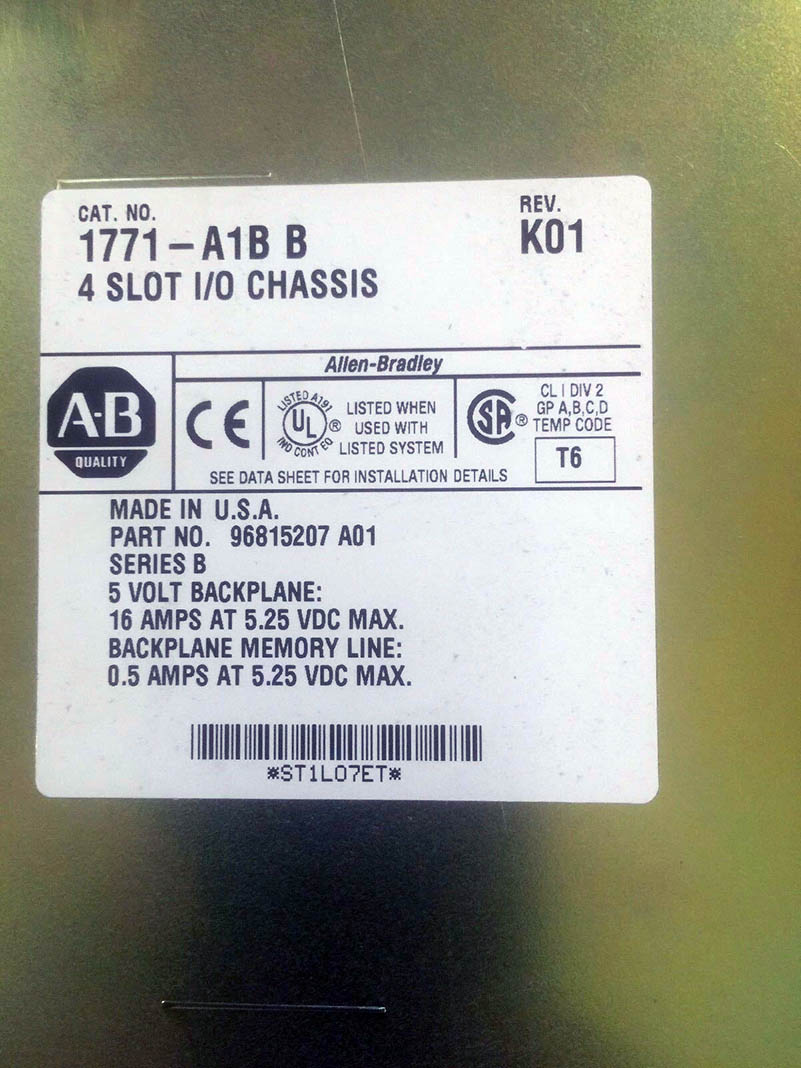 CAT. NO.
1771-A1B B
4 SLOT I/O CHASSIS
REV.
K01
Allen-Bradley
A-B
QUALITY
CE
LISTED A191
UL ®
IND CONT EQ
LISTED WHEN
USED WITH
LISTED SYSTEM
SA ®
CL I DIV 2
GP A,B,C,D
TEMP CODE
T6
SEE DATA SHEET FOR INSTALLATION DETAILS
MADE IN U.S.A.
PART NO. 96815207 A01
SERIES B
5 VOLT BACKPLANE:
16 AMPS AT 5.25 VDC MAX.
BACKPLANE MEMORY LINE:
0.5 AMPS AT 5.25 VDC MAX.
*ST1L07ET*